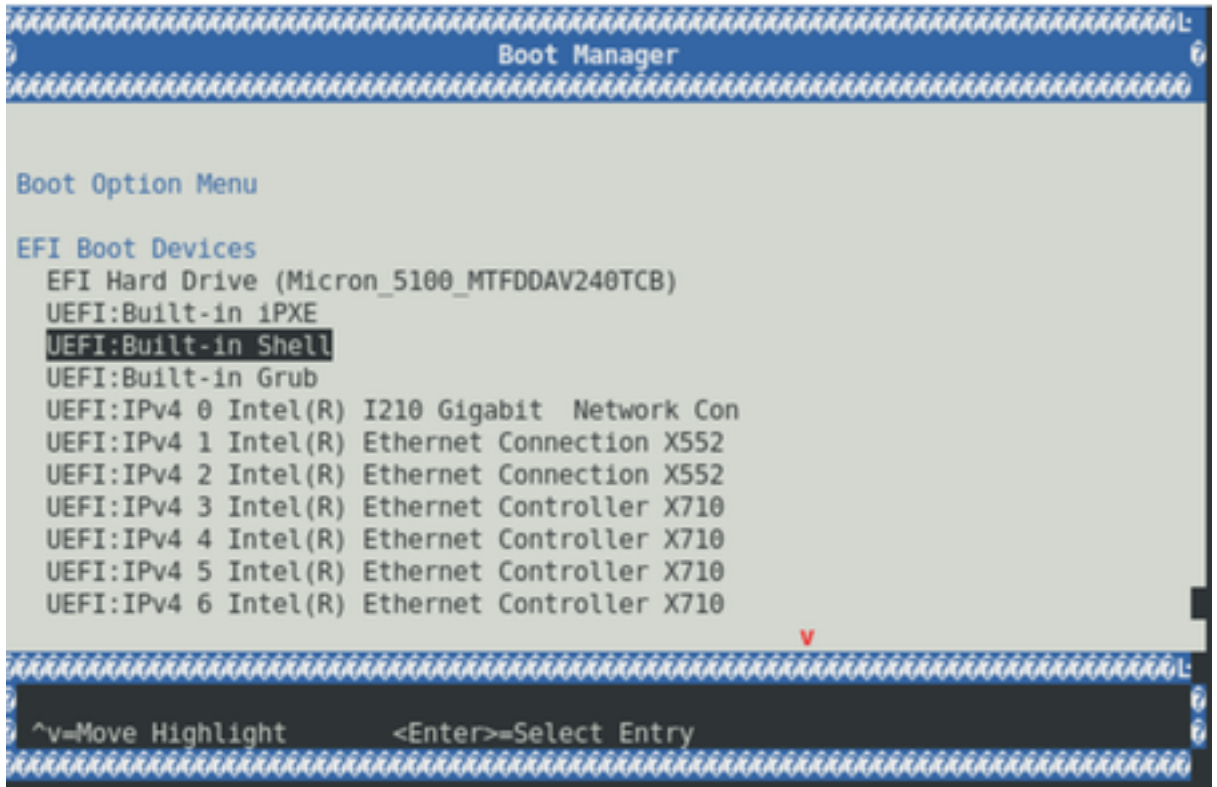 Boot Manager
Boot Option Menu
EFI Boot Devices
EFI Hard Drive (Micron_5100_MTFDDAV240TCB)
UEFI:Built-in iPXE
UEFI:Built-in Shell
UEFI:Built-in Grub
UEFI:IPv4 0 Intel(R) I210 Gigabit  Network Con
UEFI:IPv4 1 Intel(R) Ethernet Connection X552
UEFI:IPv4 2 Intel(R) Ethernet Connection X552
UEFI:IPv4 3 Intel(R) Ethernet Controller X710
UEFI:IPv4 4 Intel(R) Ethernet Controller X710
UEFI:IPv4 5 Intel(R) Ethernet Controller X710
UEFI:IPv4 6 Intel(R) Ethernet Controller X710
v
^v=Move Highlight <Enter>=Select Entry